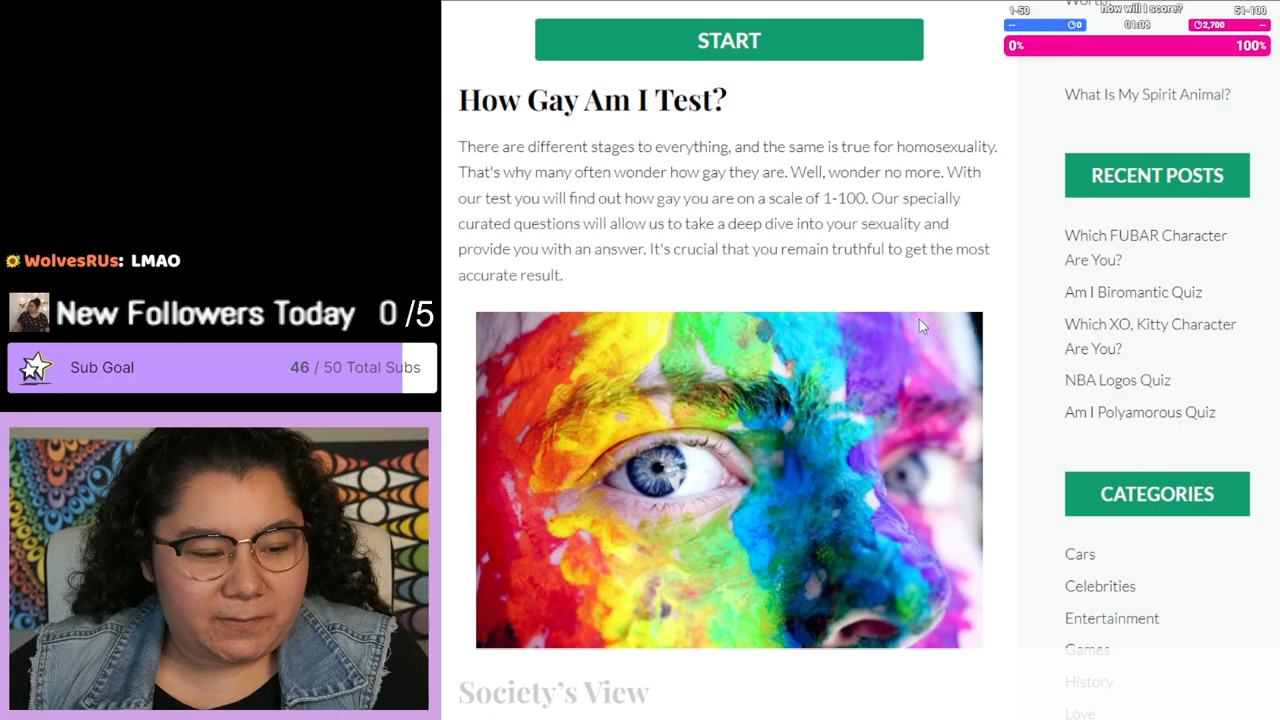 START
How Gay Am I Test?
There are different stages to everything, and the same is true for homosexuality.
That's why many often wonder how gay they are. Well, wonder no more. With
our test you will find out how gay you are on a scale of 1-100. Our specially
curated questions will allow us to take a deep dive into your sexuality and
provide you with an answer. It's crucial that you remain truthful to get the most
accurate result.
Society's View
WolvesRUs: LMAO
New Followers Today 0 /5
Sub Goal 46 / 50 Total Subs
1-50 how will I score? 51-100
-- 0 01:08 2,700 --
0% 100%
What Is My Spirit Animal?
RECENT POSTS
Which FUBAR Character
Are You?
Am I Biromantic Quiz
Which XO, Kitty Character
Are You?
NBA Logos Quiz
Am I Polyamorous Quiz
CATEGORIES
Cars
Celebrities
Entertainment
Games
History
Love